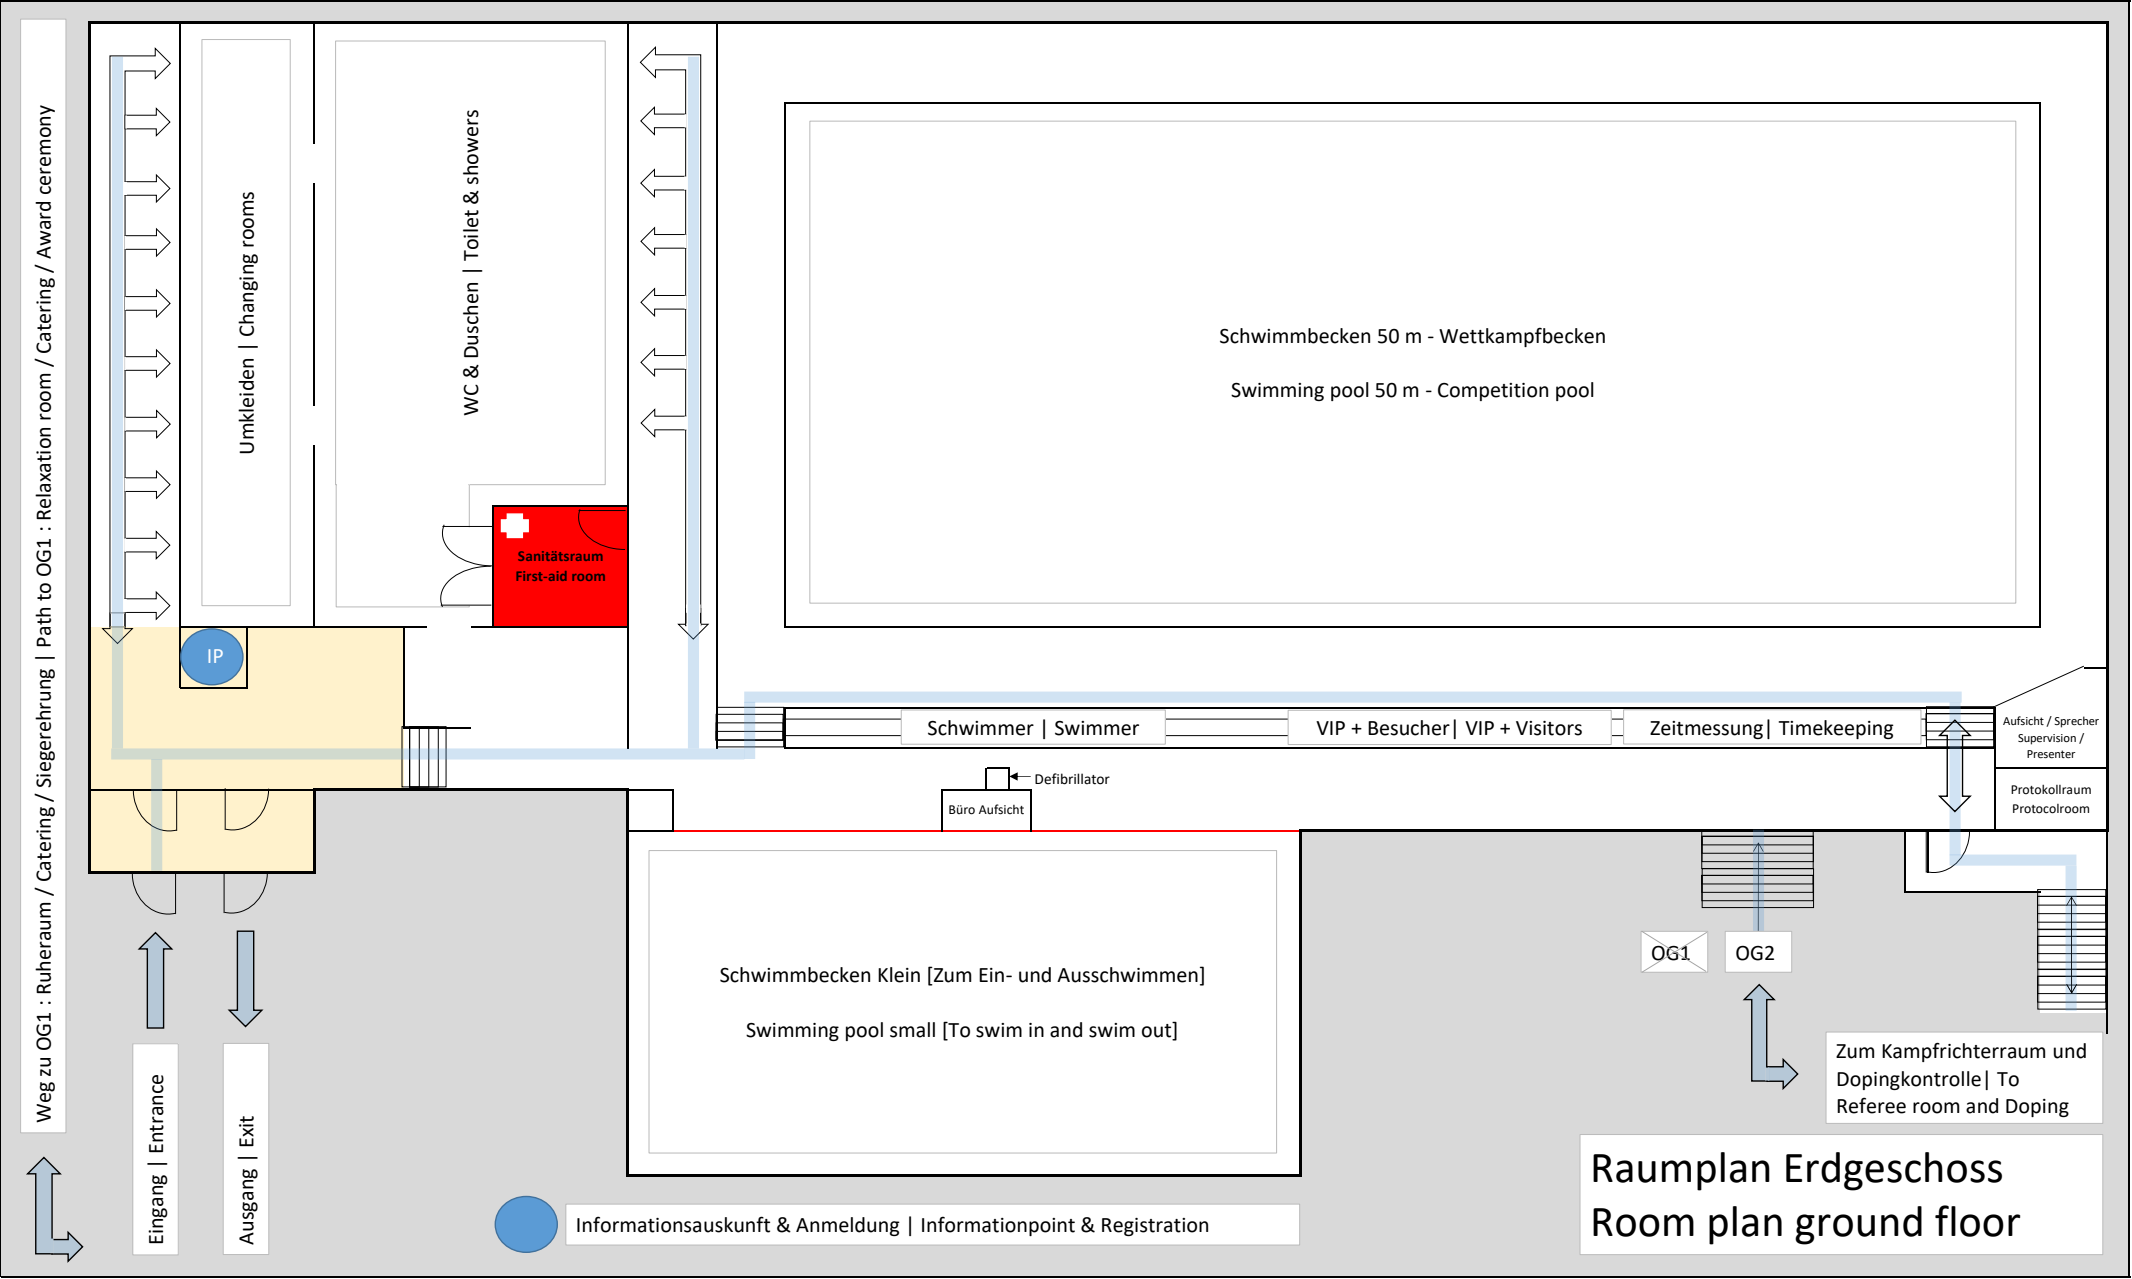 Weg zu OG1 : Ruheraum / Catering / Siegerehrung | Path to OG1 : Relaxation room / Catering / Award ceremony
Umkleiden | Changing rooms
WC & Duschen | Toilet & showers
Schwimmbecken 50 m - Wettkampfbecken
Swimming pool 50 m - Competition pool
Sanitätsraum
First-aid room
IP
Schwimmer | Swimmer
VIP + Besucher| VIP + Visitors
Zeitmessung| Timekeeping
Aufsicht / Sprecher
Supervision /
Presenter
Defibrillator
Büro Aufsicht
Protokollraum
Protocolroom
Schwimmbecken Klein [Zum Ein- und Ausschwimmen]
Swimming pool small [To swim in and swim out]
OG1
OG2
Zum Kampfrichterraum und
Dopingkontrolle| To
Referee room and Doping
Eingang | Entrance
Ausgang | Exit
Informationsauskunft & Anmeldung | Informationpoint & Registration
Raumplan Erdgeschoss
Room plan ground floor